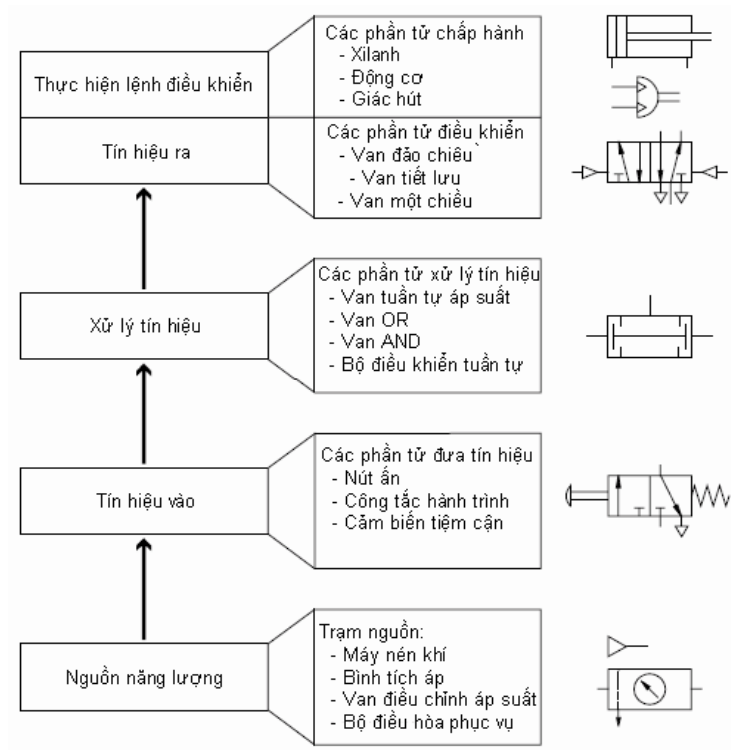 Các phần tử chấp hành
- Xilanh
- Động cơ
- Giác hút
Thực hiện lệnh điều khiển
Các phần tử điều khiển
- Van đảo chiều
- Van tiết lưu
- Van một chiều
Tín hiệu ra
Các phần tử xử lý tín hiệu
- Van tuần tự áp suất
- Van OR
- Van AND
- Bộ điều khiển tuần tự
Xử lý tín hiệu
Các phần tử đưa tín hiệu
- Nút ấn
- Công tắc hành trình
- Cảm biến tiệm cận
Tín hiệu vào
Trạm nguồn:
- Máy nén khí
- Bình tích áp
- Van điều chỉnh áp suất
- Bộ điều hòa phục vụ
Nguồn năng lượng